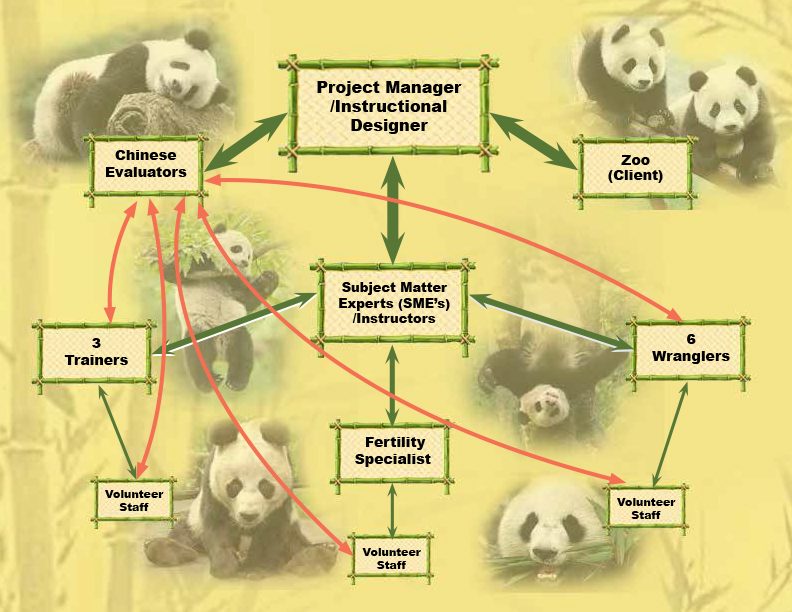 Project Manager
/Instructional
Designer
Chinese
Evaluators
Zoo
(Client)
Subject Matter
Experts (SME's)
/Instructors
3
Trainers
6
Wranglers
Fertility
Specialist
Volunteer
Staff
Volunteer
Staff
Volunteer
Staff